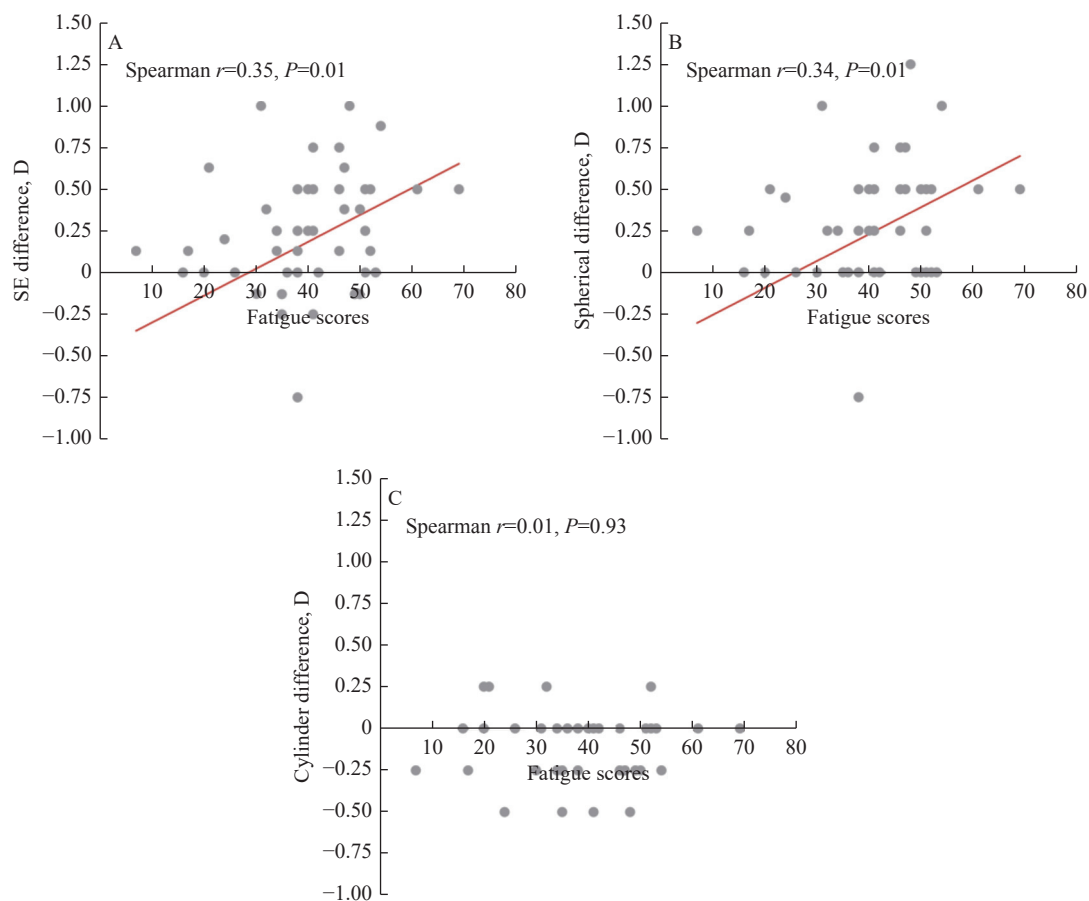 A
Spearman r=0.35, P=0.01
SE difference, D
1.50
1.25
1.00
0.75
0.50
0.25
0
−0.25
−0.50
−0.75
−1.00
10 20 30 40 50 60 70 80
Fatigue scores
B
Spearman r=0.34, P=0.01
Spherical difference, D
1.50
1.25
1.00
0.75
0.50
0.25
0
−0.25
−0.50
−0.75
−1.00
10 20 30 40 50 60 70 80
Fatigue scores
C
Spearman r=0.01, P=0.93
Cylinder difference, D
1.50
1.25
1.00
0.75
0.50
0.25
0
−0.25
−0.50
−0.75
−1.00
10 20 30 40 50 60 70 80
Fatigue scores